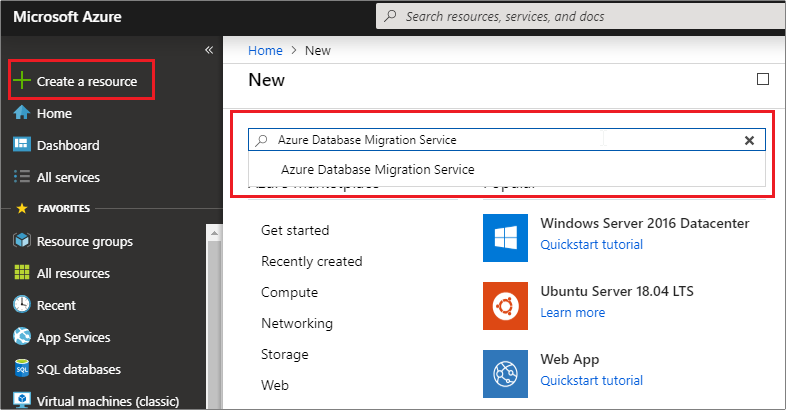 Microsoft Azure
Search resources, services, and docs
«
Create a resource
Home
Dashboard
All services
FAVORITES
Resource groups
All resources
Recent
App Services
SQL databases
Virtual machines (classic)
Home > New
New
Azure Database Migration Service
Azure Database Migration Service
Azure Marketplace
Popular
Get started
Recently created
Compute
Networking
Storage
Web
Windows Server 2016 Datacenter
Quickstart tutorial
Ubuntu Server 18.04 LTS
Learn more
Web App
Quickstart tutorial